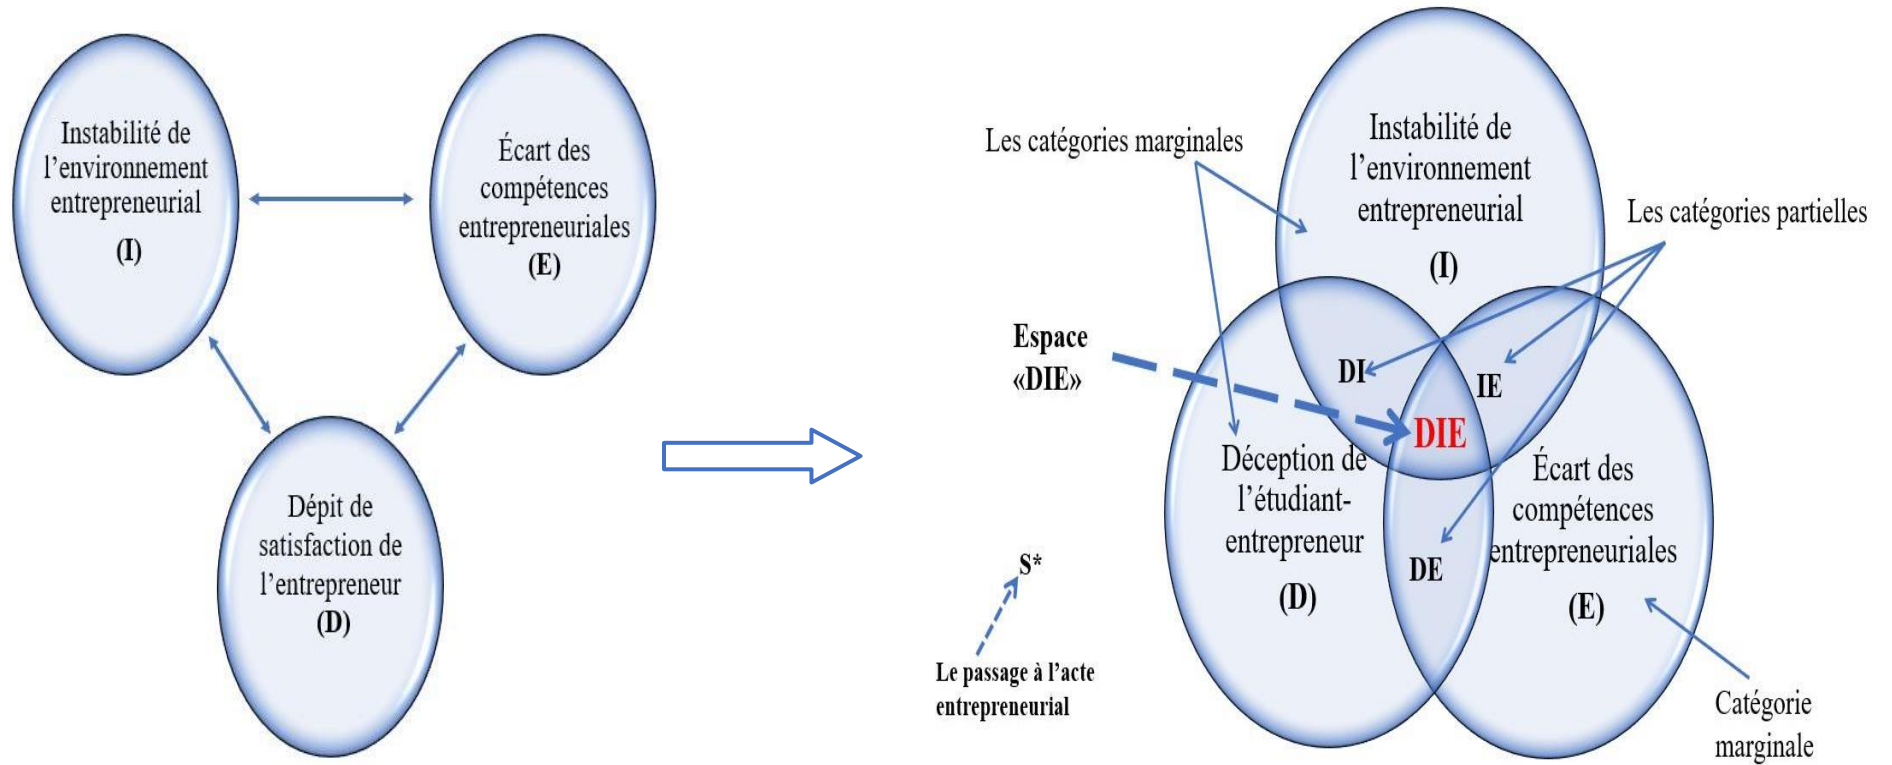 Instabilité de
l’environnement
entrepreneurial
(I)
Écart des
compétences
entrepreneuriales
(E)
Dépit de
satisfaction de
l’entrepreneur
(D)
Les catégories marginales
Instabilité de
l’environnement
entrepreneurial
(I)
Les catégories partielles
Espace
«DIE»
DI
IE
DIE
Déception de
l’étudiant-
entrepreneur
(D)
Écart des
compétences
entrepreneuriales
(E)
DE
S*
Le passage à l’acte
entrepreneurial
Catégorie
marginale